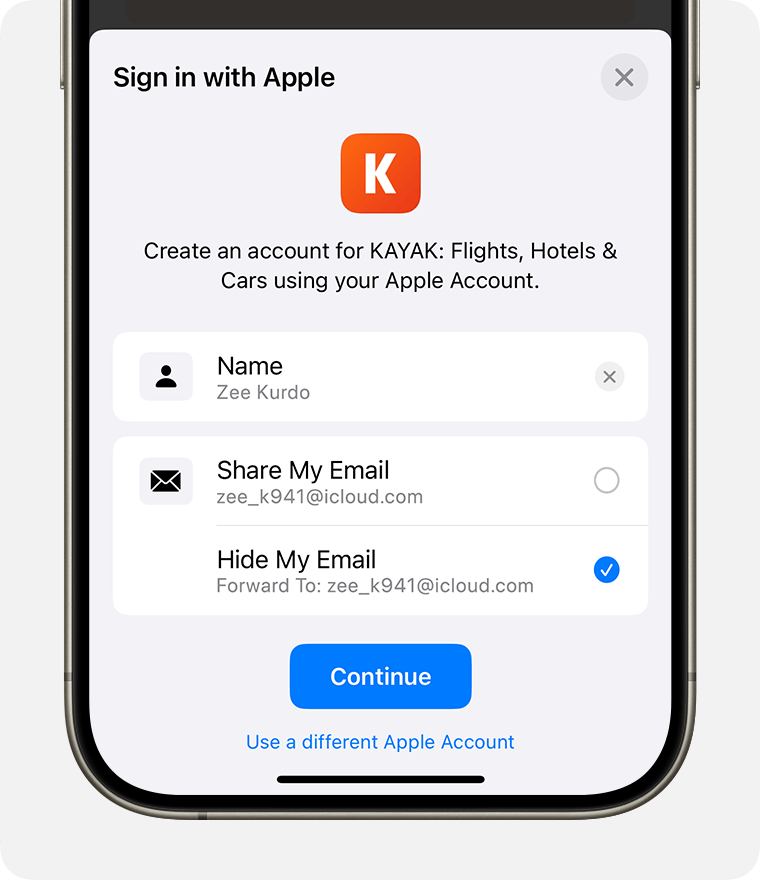 Sign in with Apple
K
Create an account for KAYAK: Flights, Hotels &
Cars using your Apple Account.
Name
Zee Kurdo
Share My Email
zee_k941@icloud.com
Hide My Email
Forward To: zee_k941@icloud.com
Continue
Use a different Apple Account